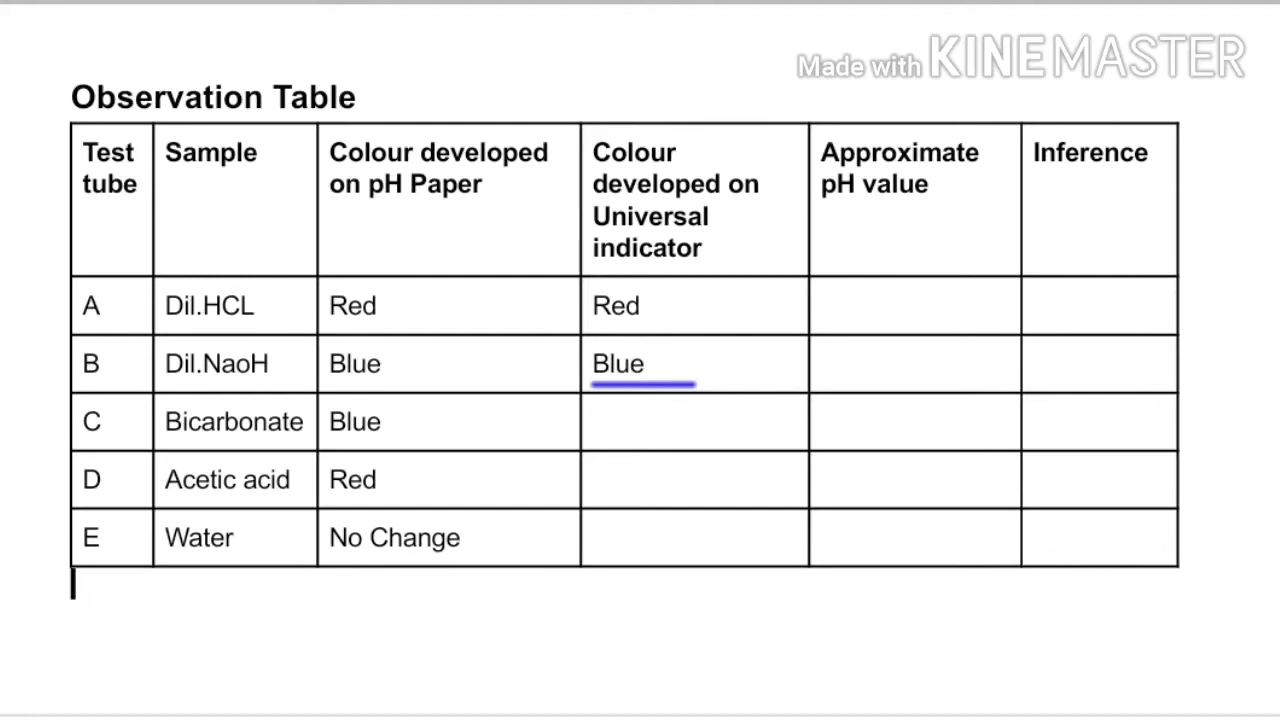 Made with KINEMASTER
Observation Table
Test tube Sample Colour developed on pH Paper Colour developed on Universal indicator Approximate pH value Inference
A Dil.HCL Red Red
B Dil.NaoH Blue Blue
C Bicarbonate Blue
D Acetic acid Red
E Water No Change